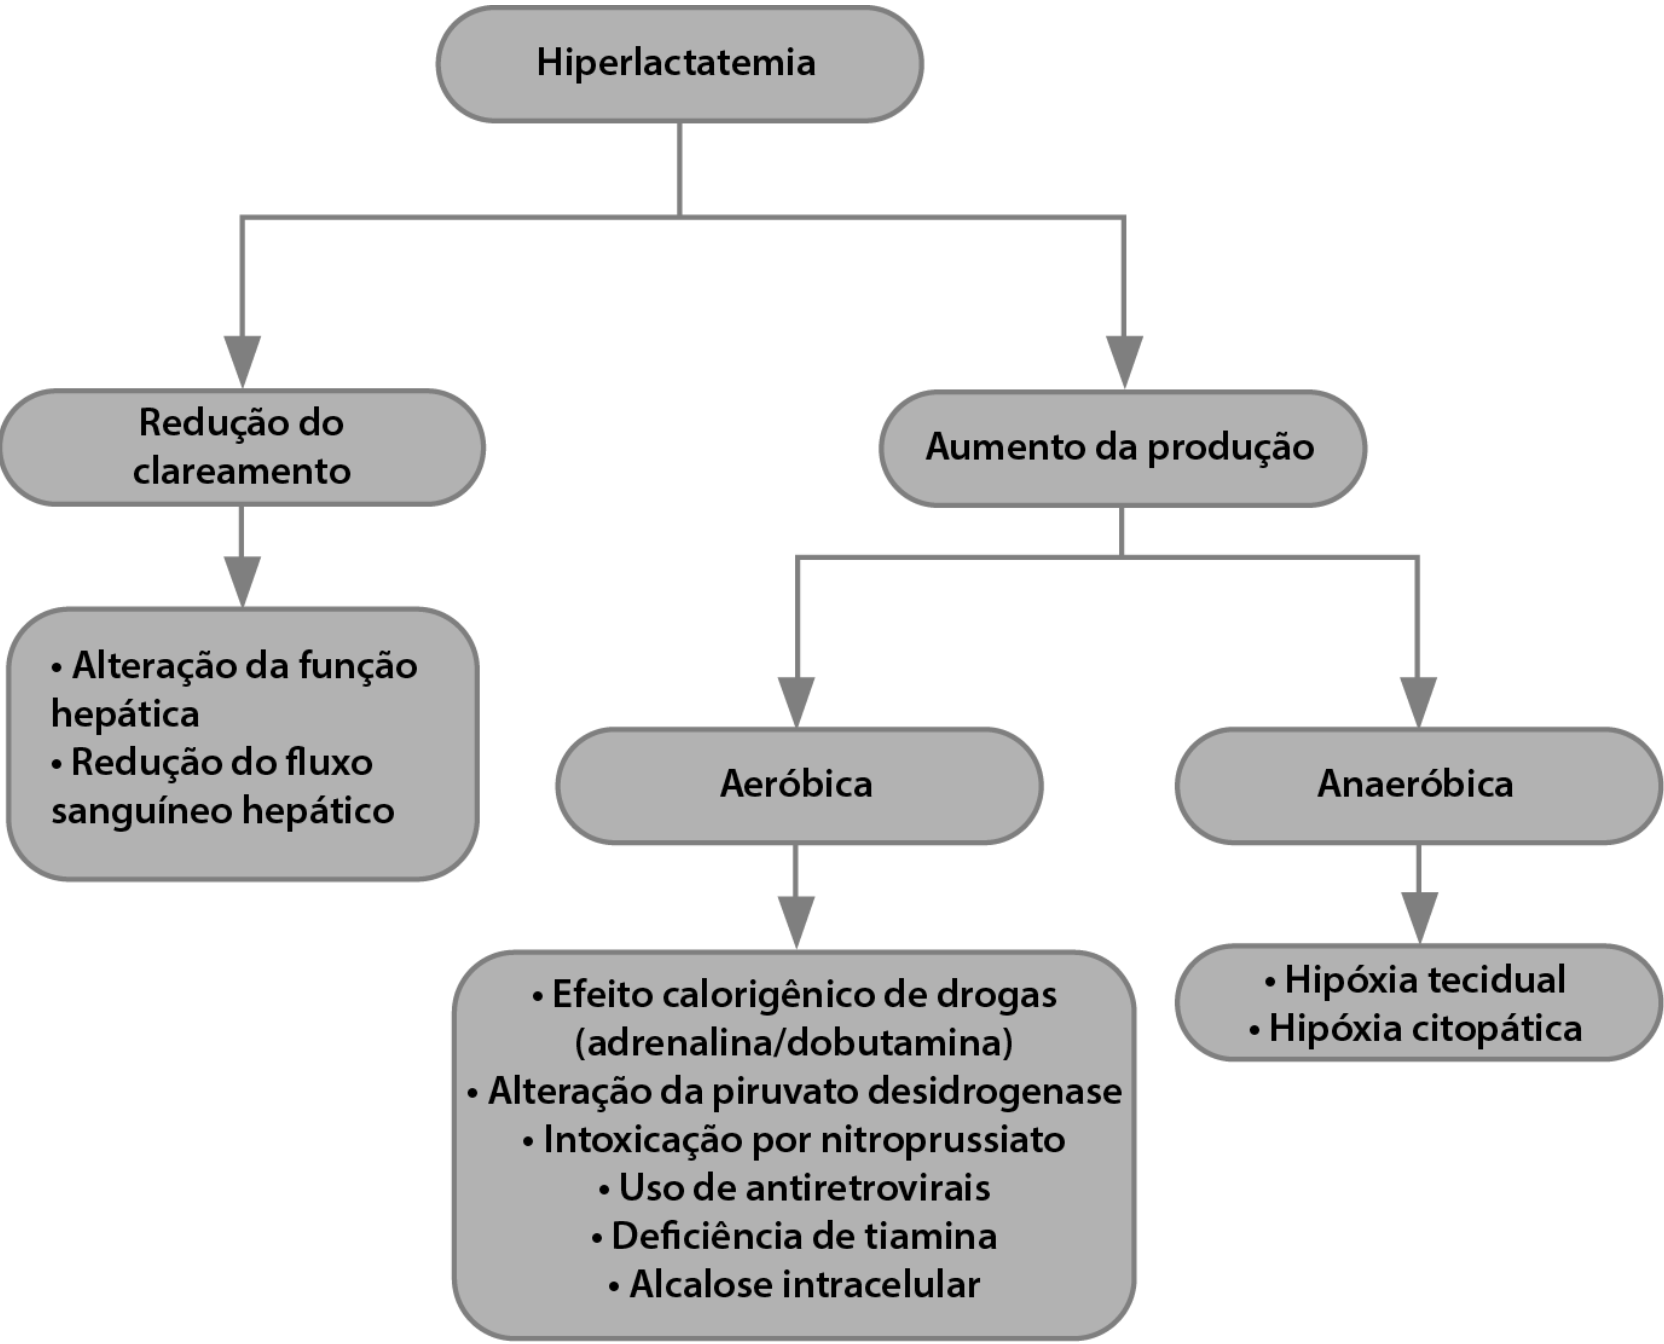 Hiperlactatemia
Redução do
clareamento
Aumento da produção
• Alteração da função
hepática
• Redução do fluxo
sanguíneo hepático
Aeróbica
Anaeróbica
• Efeito calorigênico de drogas
(adrenalina/dobutamina)
• Alteração da piruvato desidrogenase
• Intoxicação por nitroprussiato
• Uso de antiretrovirais
• Deficiência de tiamina
• Alcalose intracelular
• Hipóxia tecidual
• Hipóxia citopática